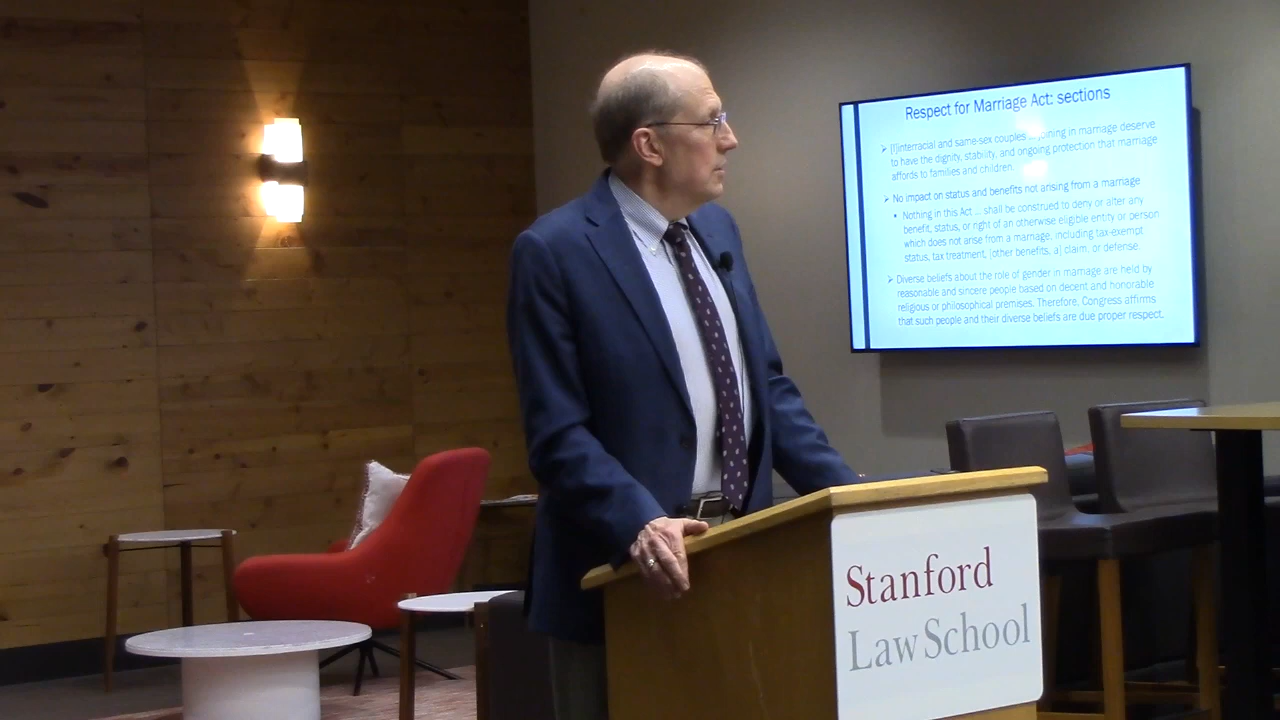 Respect for Marriage Act: sections
[i]interracial and same-sex couples ... joining in marriage deserve
to have the dignity, stability, and ongoing protection that marriage
affords to families and children.
No impact on status and benefits not arising from a marriage
Nothing in this Act ... shall be construed to deny or alter any
benefit, status, or right of an otherwise eligible entity or person
which does not arise from a marriage, including tax-exempt
status, tax treatment, [other benefits, a] claim, or defense.
Diverse beliefs about the role of gender in marriage are held by
reasonable and sincere people based on decent and honorable
religious or philosophical premises. Therefore, Congress affirms
that such people and their diverse beliefs are due proper respect.
Stanford
Law School